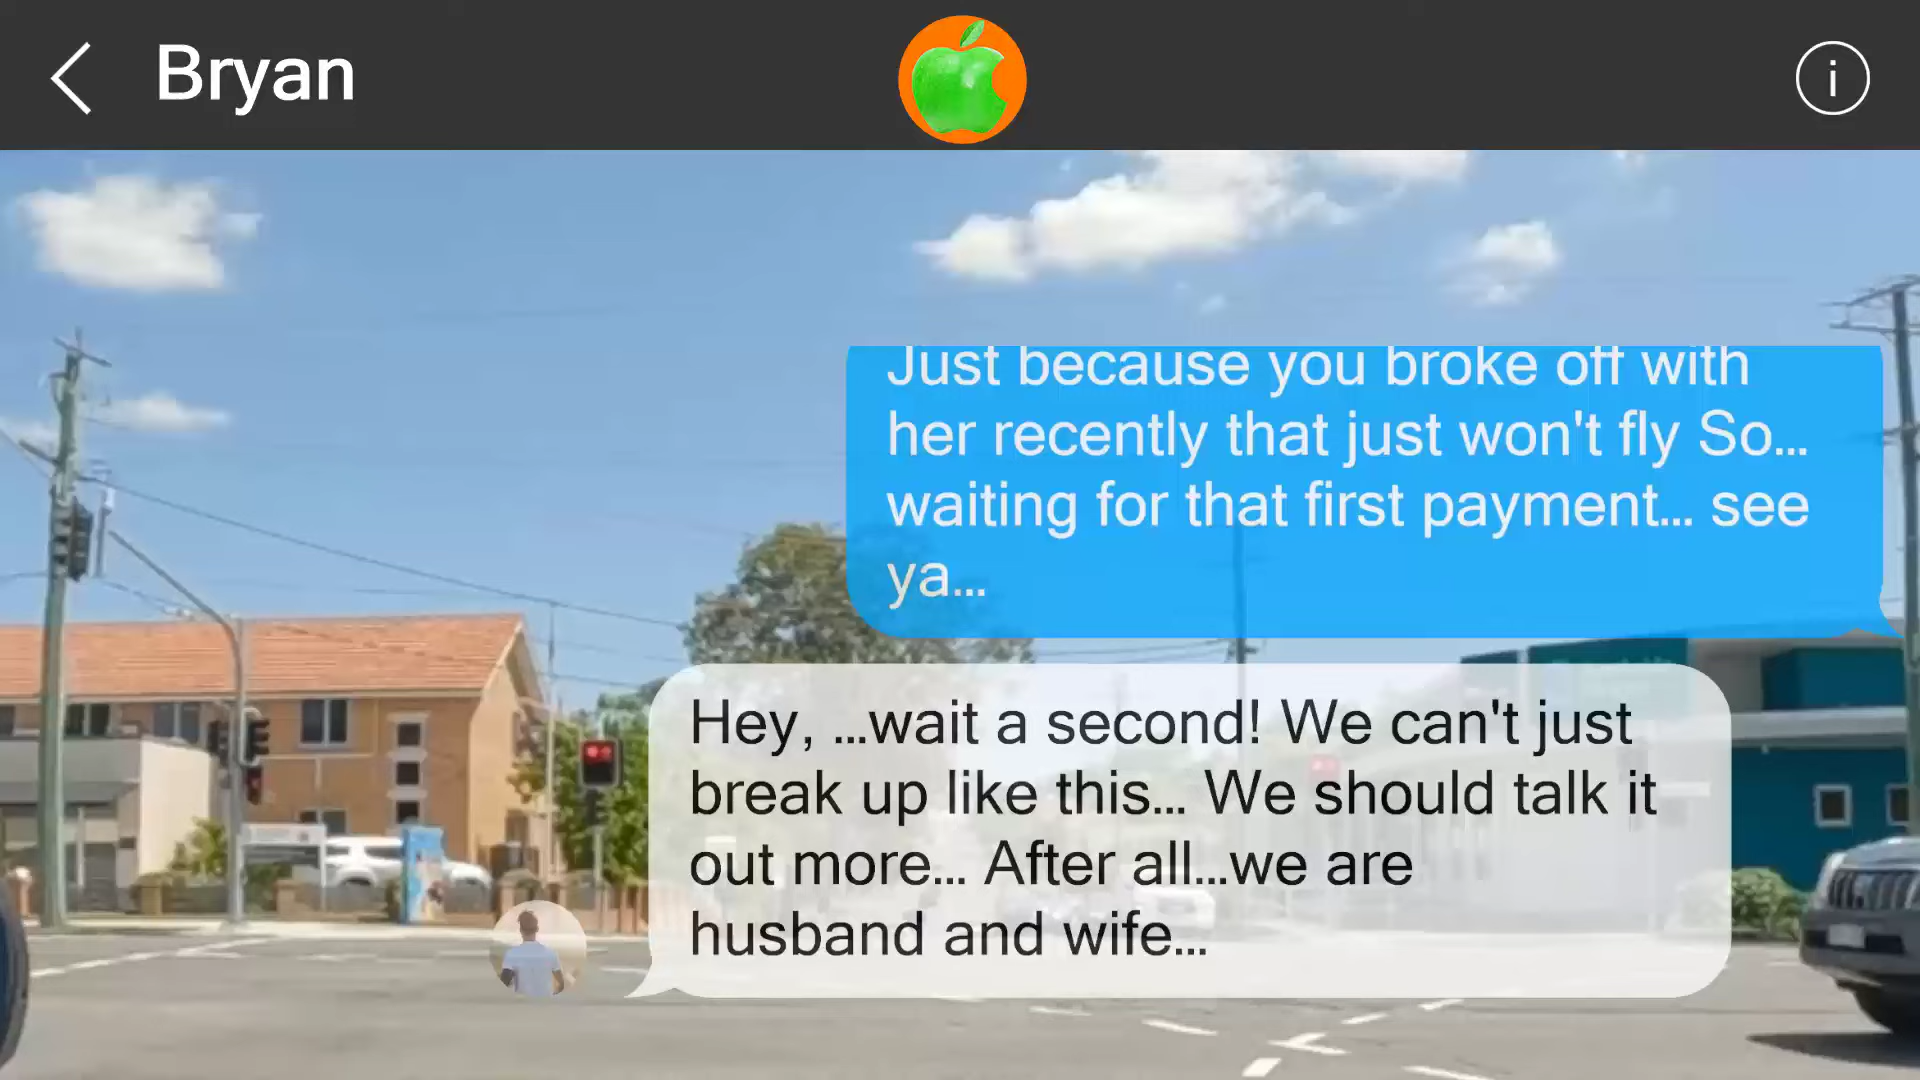 Bryan
i
Just because you broke off with
her recently that just won't fly So...
waiting for that first payment... see
ya...
Hey, ...wait a second! We can't just
break up like this... We should talk it
out more... After all...we are
husband and wife...